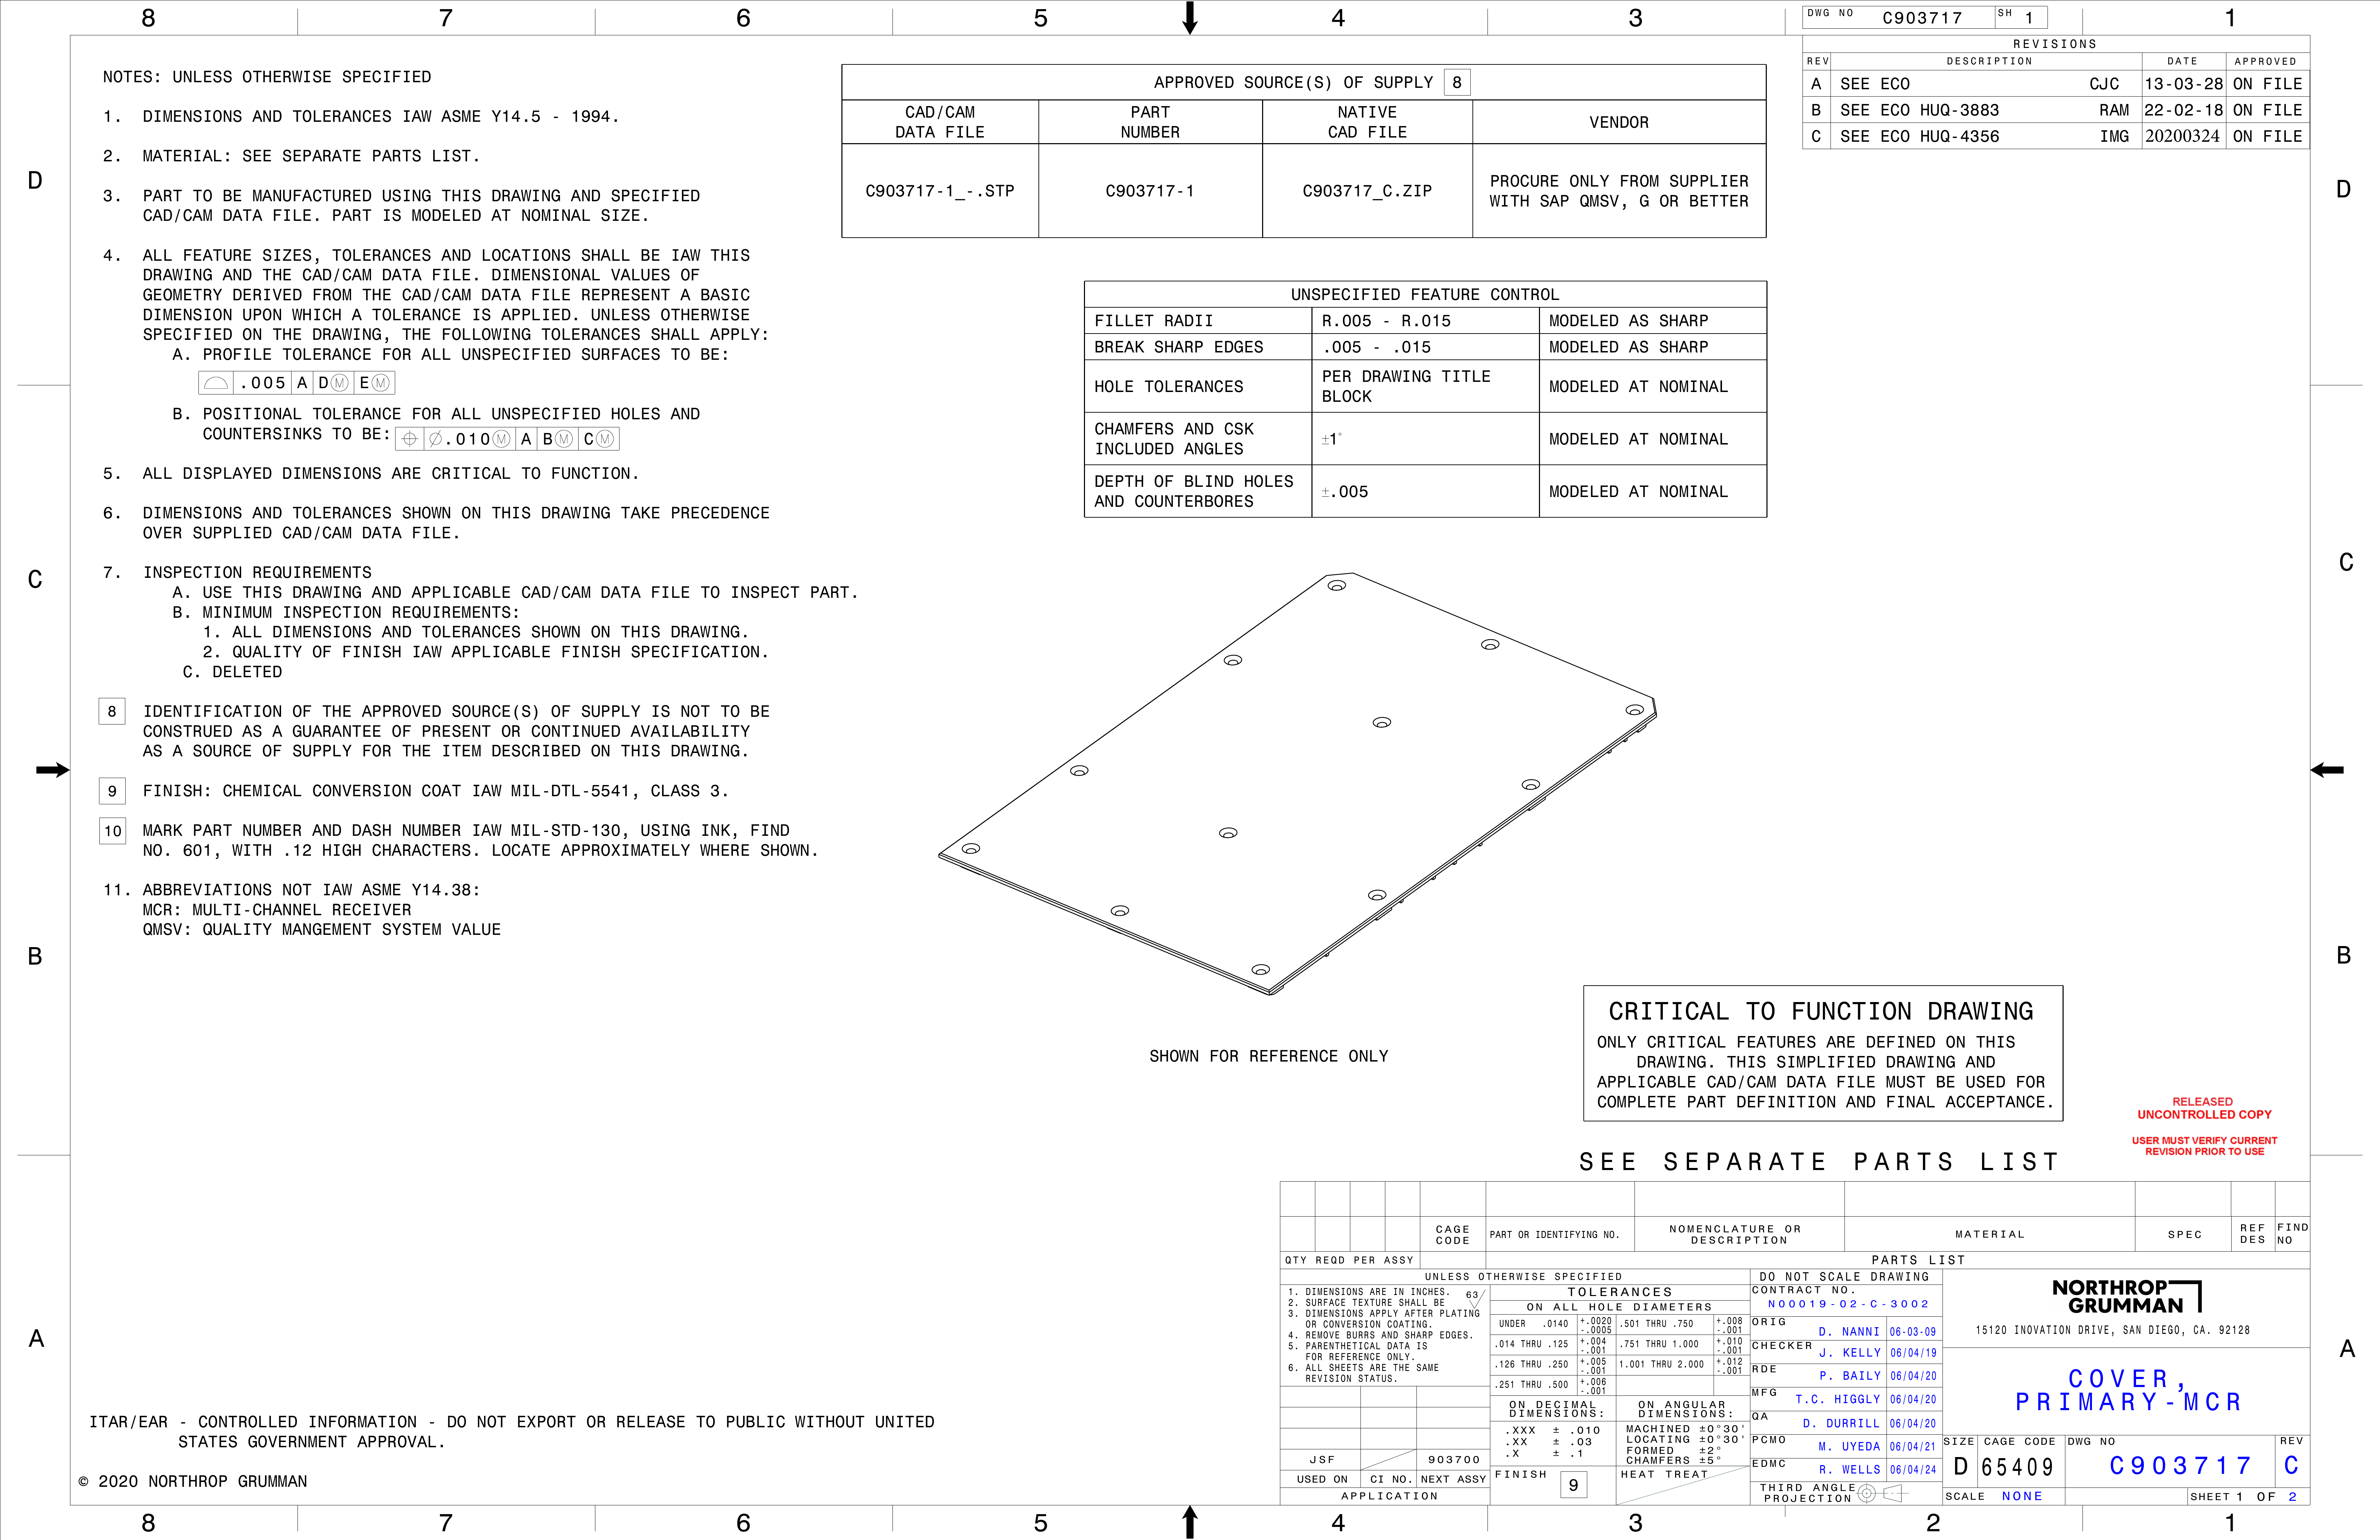 8 7 6 5 4 3 1
DWG NO C903717 SH 1
REVISIONS
REV DESCRIPTION DATE APPROVED
A SEE ECO CJC 13-03-28 ON FILE
B SEE ECO HUQ-3883 RAM 22-02-18 ON FILE
C SEE ECO HUQ-4356 IMG 20200324 ON FILE
NOTES: UNLESS OTHERWISE SPECIFIED
1. DIMENSIONS AND TOLERANCES IAW ASME Y14.5 - 1994.
2. MATERIAL: SEE SEPARATE PARTS LIST.
3. PART TO BE MANUFACTURED USING THIS DRAWING AND SPECIFIED
CAD/CAM DATA FILE. PART IS MODELED AT NOMINAL SIZE.
4. ALL FEATURE SIZES, TOLERANCES AND LOCATIONS SHALL BE IAW THIS
DRAWING AND THE CAD/CAM DATA FILE. DIMENSIONAL VALUES OF
GEOMETRY DERIVED FROM THE CAD/CAM DATA FILE REPRESENT A BASIC
DIMENSION UPON WHICH A TOLERANCE IS APPLIED. UNLESS OTHERWISE
SPECIFIED ON THE DRAWING, THE FOLLOWING TOLERANCES SHALL APPLY:
A. PROFILE TOLERANCE FOR ALL UNSPECIFIED SURFACES TO BE:
⌓ .005 A DⓂ EⓂ
B. POSITIONAL TOLERANCE FOR ALL UNSPECIFIED HOLES AND
COUNTERSINKS TO BE: ⌖ ∅.010Ⓜ A BⓂ CⓂ
5. ALL DISPLAYED DIMENSIONS ARE CRITICAL TO FUNCTION.
6. DIMENSIONS AND TOLERANCES SHOWN ON THIS DRAWING TAKE PRECEDENCE
OVER SUPPLIED CAD/CAM DATA FILE.
7. INSPECTION REQUIREMENTS
A. USE THIS DRAWING AND APPLICABLE CAD/CAM DATA FILE TO INSPECT PART.
B. MINIMUM INSPECTION REQUIREMENTS:
1. ALL DIMENSIONS AND TOLERANCES SHOWN ON THIS DRAWING.
2. QUALITY OF FINISH IAW APPLICABLE FINISH SPECIFICATION.
C. DELETED
8 IDENTIFICATION OF THE APPROVED SOURCE(S) OF SUPPLY IS NOT TO BE
CONSTRUED AS A GUARANTEE OF PRESENT OR CONTINUED AVAILABILITY
AS A SOURCE OF SUPPLY FOR THE ITEM DESCRIBED ON THIS DRAWING.
9 FINISH: CHEMICAL CONVERSION COAT IAW MIL-DTL-5541, CLASS 3.
10 MARK PART NUMBER AND DASH NUMBER IAW MIL-STD-130, USING INK, FIND
NO. 601, WITH .12 HIGH CHARACTERS. LOCATE APPROXIMATELY WHERE SHOWN.
11. ABBREVIATIONS NOT IAW ASME Y14.38:
MCR: MULTI-CHANNEL RECEIVER
QMSV: QUALITY MANGEMENT SYSTEM VALUE
APPROVED SOURCE(S) OF SUPPLY 8
CAD/CAM DATA FILE PART NUMBER NATIVE CAD FILE VENDOR
C903717-1_-.STP C903717-1 C903717_C.ZIP PROCURE ONLY FROM SUPPLIER
WITH SAP QMSV, G OR BETTER
UNSPECIFIED FEATURE CONTROL
FILLET RADII R.005 - R.015 MODELED AS SHARP
BREAK SHARP EDGES .005 - .015 MODELED AS SHARP
HOLE TOLERANCES PER DRAWING TITLE BLOCK MODELED AT NOMINAL
CHAMFERS AND CSK INCLUDED ANGLES ±1° MODELED AT NOMINAL
DEPTH OF BLIND HOLES AND COUNTERBORES ±.005 MODELED AT NOMINAL
D D
C C
B B
A A
SHOWN FOR REFERENCE ONLY
CRITICAL TO FUNCTION DRAWING
ONLY CRITICAL FEATURES ARE DEFINED ON THIS
DRAWING. THIS SIMPLIFIED DRAWING AND
APPLICABLE CAD/CAM DATA FILE MUST BE USED FOR
COMPLETE PART DEFINITION AND FINAL ACCEPTANCE.
RELEASED
UNCONTROLLED COPY
USER MUST VERIFY CURRENT
REVISION PRIOR TO USE
SEE SEPARATE PARTS LIST
CAGE CODE PART OR IDENTIFYING NO. NOMENCLATURE OR DESCRIPTION MATERIAL SPEC REF DES FIND NO
QTY REQD PER ASSY PARTS LIST
UNLESS OTHERWISE SPECIFIED
1. DIMENSIONS ARE IN INCHES.
2. SURFACE TEXTURE SHALL BE 63
3. DIMENSIONS APPLY AFTER PLATING
OR CONVERSION COATING.
4. REMOVE BURRS AND SHARP EDGES.
5. PARENTHETICAL DATA IS
FOR REFERENCE ONLY.
6. ALL SHEETS ARE THE SAME
REVISION STATUS.
JSF 903700
USED ON CI NO. NEXT ASSY
APPLICATION
TOLERANCES
ON ALL HOLE DIAMETERS
UNDER .0140 +.0020 -.0005 .501 THRU .750 +.008 -.001
.014 THRU .125 +.004 -.001 .751 THRU 1.000 +.010 -.001
.126 THRU .250 +.005 -.001 1.001 THRU 2.000 +.012 -.001
.251 THRU .500 +.006 -.001
ON DECIMAL DIMENSIONS:
.XXX ± .010
.XX ± .03
.X ± .1
ON ANGULAR DIMENSIONS:
MACHINED ±0°30'
LOCATING ±0°30'
FORMED ±2°
CHAMFERS ±5°
FINISH 9
HEAT TREAT
DO NOT SCALE DRAWING
CONTRACT NO.
N00019-02-C-3002
ORIG D. NANNI 06-03-09
CHECKER J. KELLY 06/04/19
RDE P. BAILY 06/04/20
MFG T.C. HIGGLY 06/04/20
QA D. DURRILL 06/04/20
PCMO M. UYEDA 06/04/21
EDMC R. WELLS 06/04/24
THIRD ANGLE PROJECTION
NORTHROP
GRUMMAN
15120 INOVATION DRIVE, SAN DIEGO, CA. 92128
COVER,
PRIMARY-MCR
SIZE D CAGE CODE 65409 DWG NO C903717 REV C
SCALE NONE SHEET 1 OF 2
ITAR/EAR - CONTROLLED INFORMATION - DO NOT EXPORT OR RELEASE TO PUBLIC WITHOUT UNITED
STATES GOVERNMENT APPROVAL.
© 2020 NORTHROP GRUMMAN
8 7 6 5 4 3 2 1